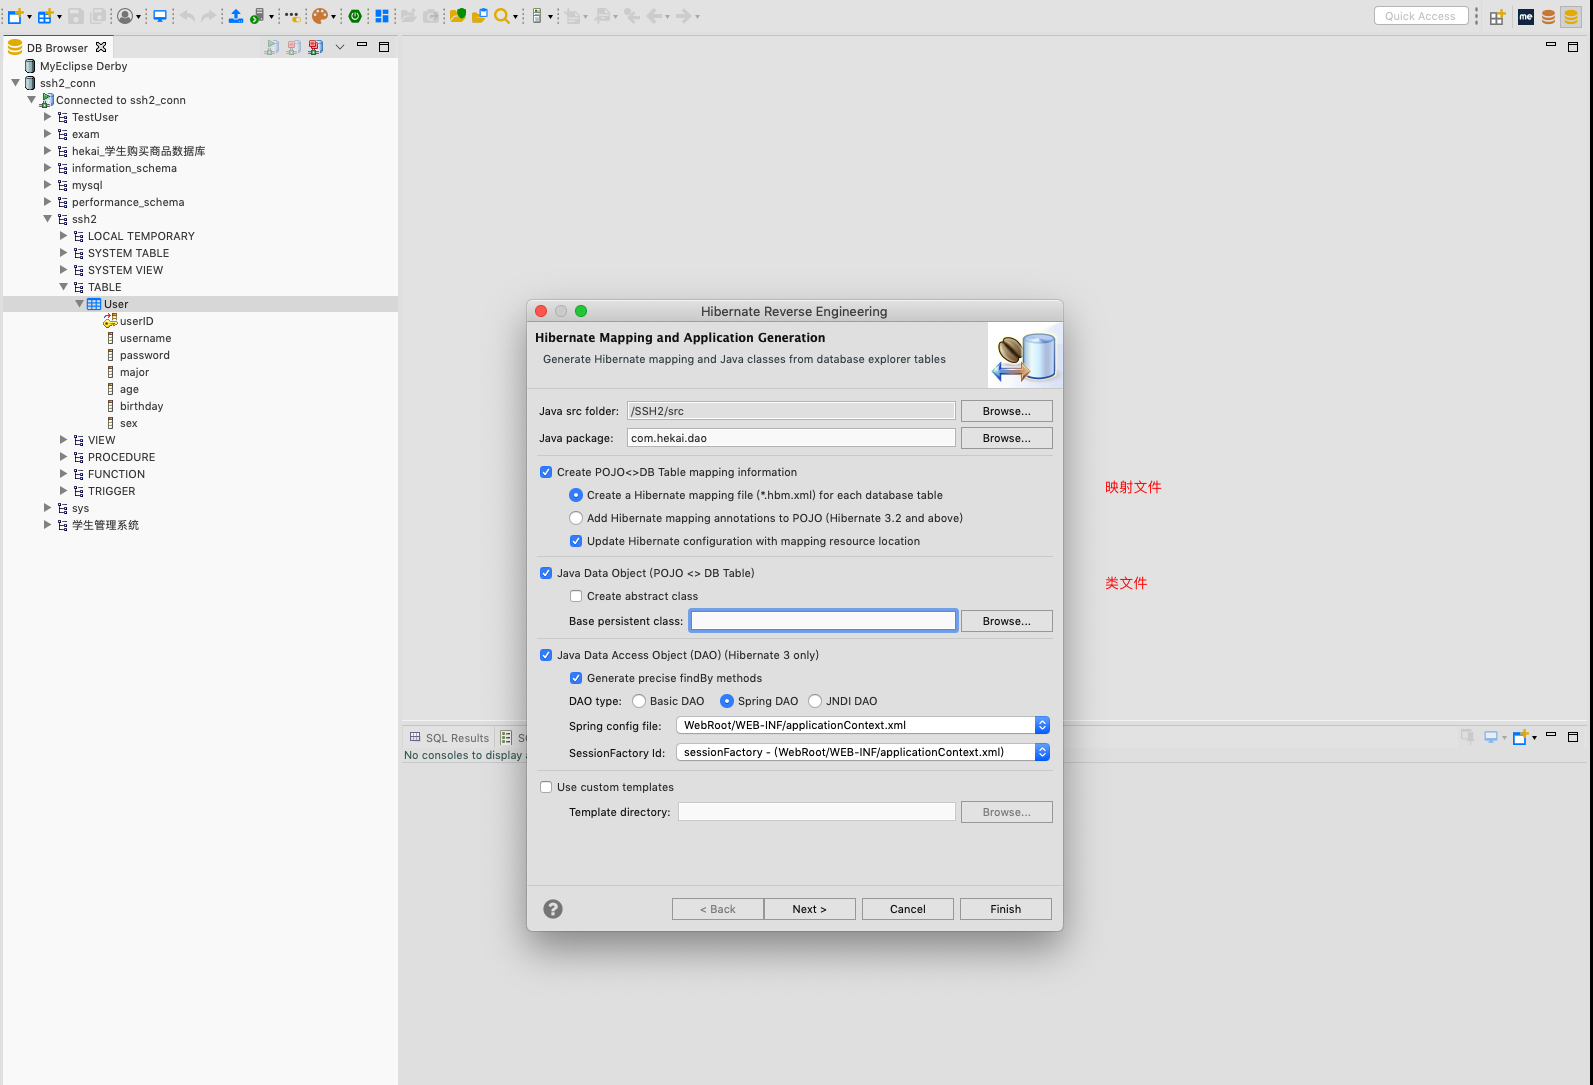 Quick Access
me
DB Browser
MyEclipse Derby
ssh2_conn
Connected to ssh2_conn
TestUser
exam
hekai_学生购买商品数据库
information_schema
mysql
performance_schema
ssh2
LOCAL TEMPORARY
SYSTEM TABLE
SYSTEM VIEW
TABLE
User
userID
username
password
major
age
birthday
sex
VIEW
PROCEDURE
FUNCTION
TRIGGER
sys
学生管理系统
Hibernate Reverse Engineering
Hibernate Mapping and Application Generation
Generate Hibernate mapping and Java classes from database explorer tables
Java src folder: /SSH2/src Browse...
Java package: com.hekai.dao Browse...
Create POJO<>DB Table mapping information
Create a Hibernate mapping file (*.hbm.xml) for each database table
映射文件
Add Hibernate mapping annotations to POJO (Hibernate 3.2 and above)
Update Hibernate configuration with mapping resource location
Java Data Object (POJO <> DB Table)
类文件
Create abstract class
Base persistent class: Browse...
Java Data Access Object (DAO) (Hibernate 3 only)
Generate precise findBy methods
DAO type: Basic DAO Spring DAO JNDI DAO
Spring config file: WebRoot/WEB-INF/applicationContext.xml
SessionFactory Id: sessionFactory - (WebRoot/WEB-INF/applicationContext.xml)
Use custom templates
Template directory: Browse...
? < Back Next > Cancel Finish
SQL Results
No consoles to display